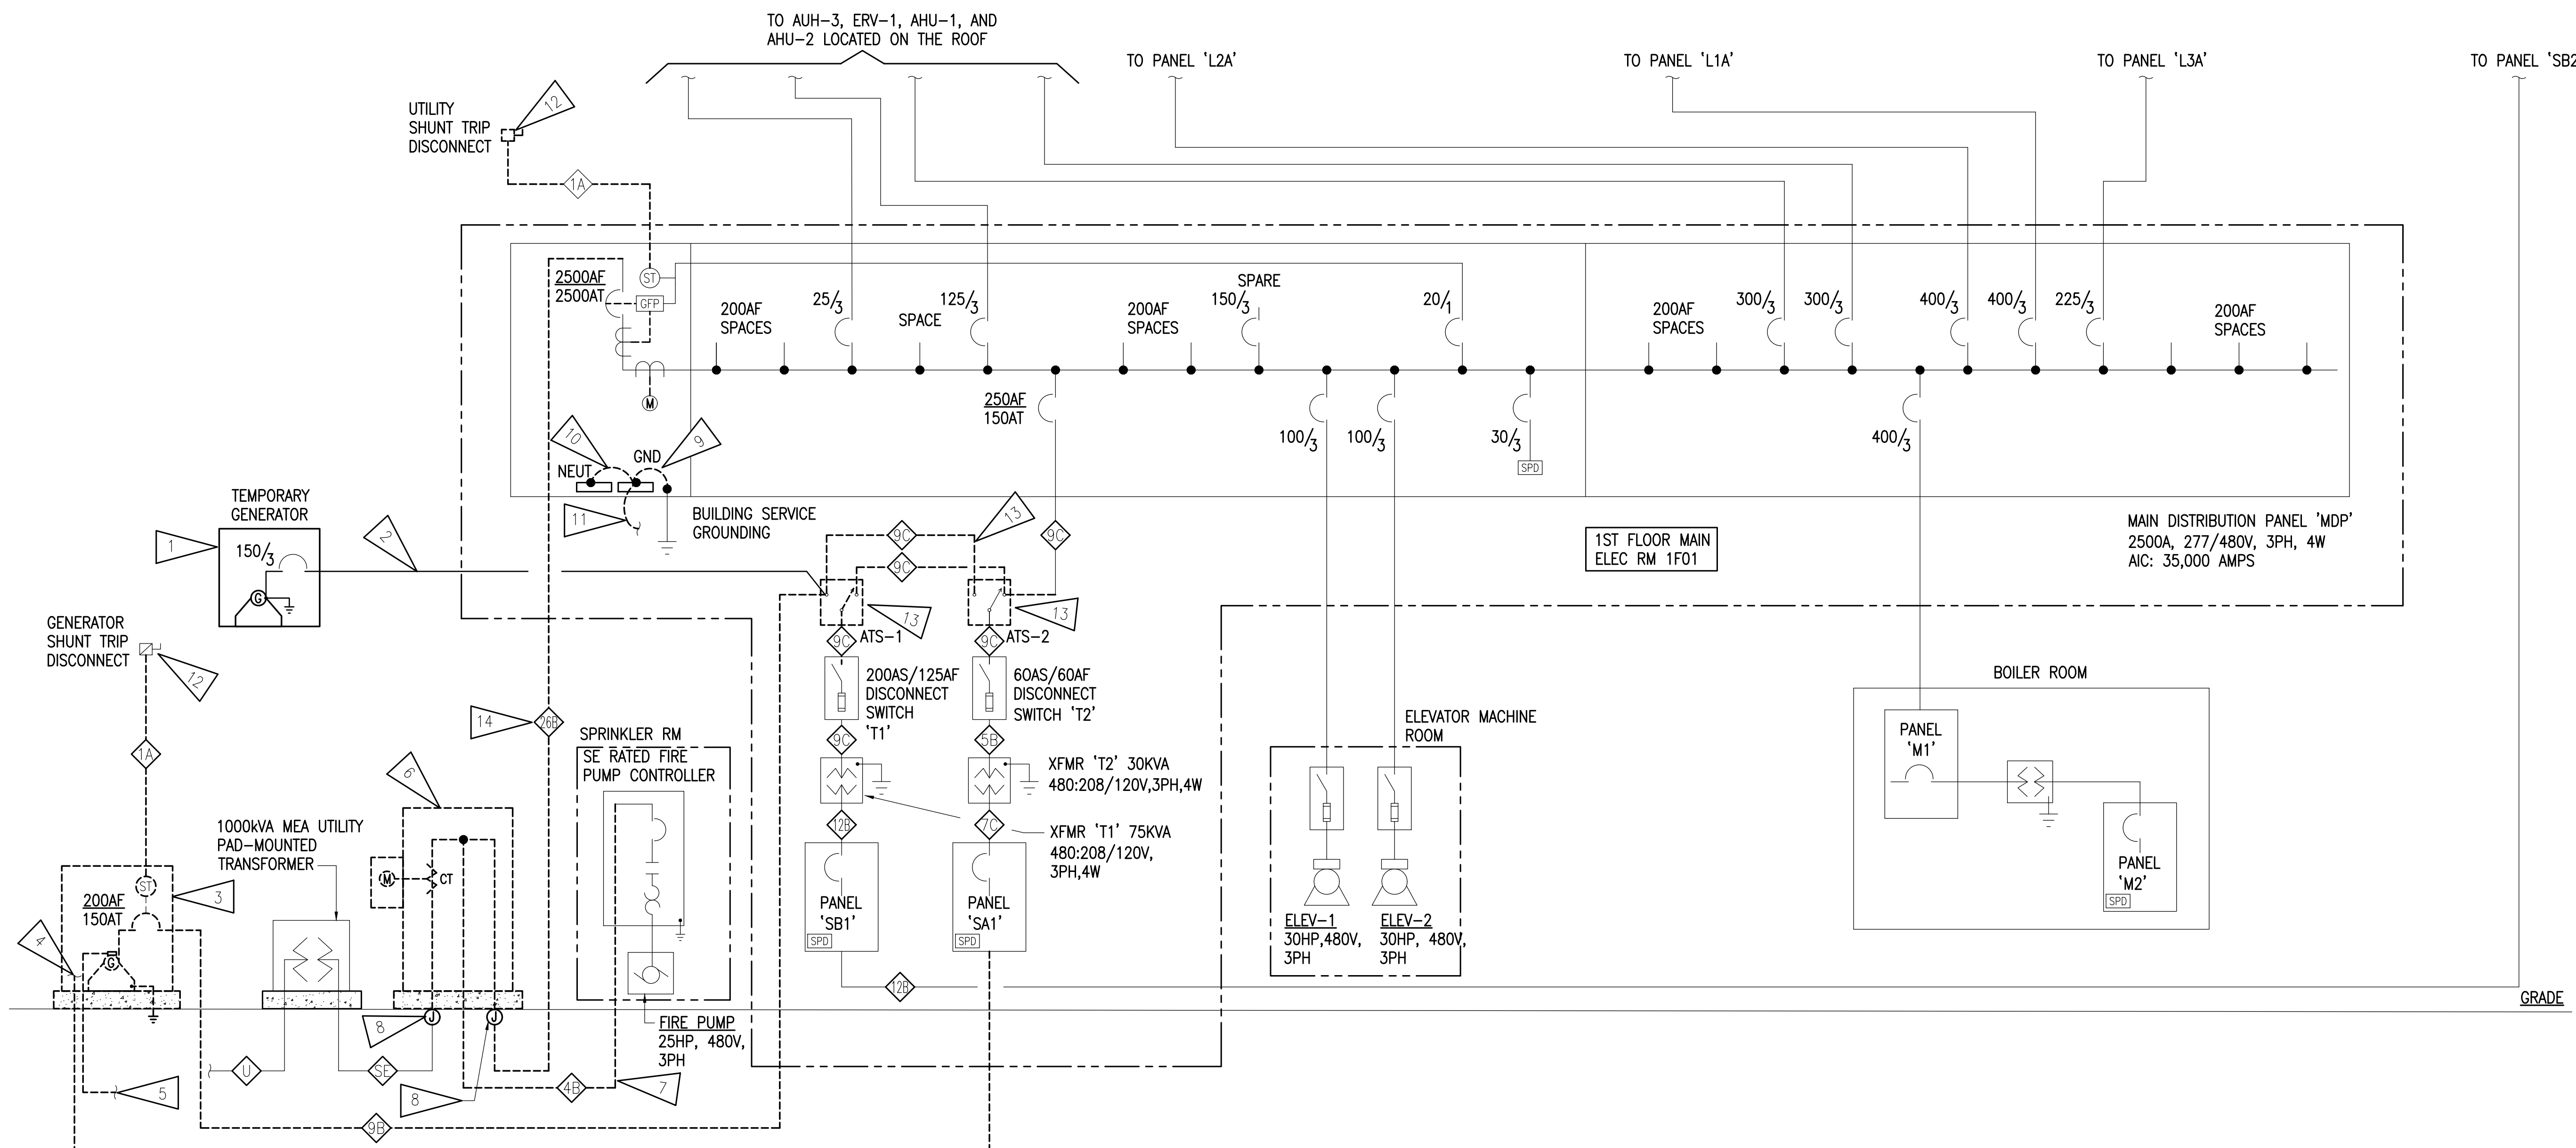 TO AUH-3, ERV-1, AHU-1, AND
AHU-2 LOCATED ON THE ROOF
TO PANEL 'L2A'
TO PANEL 'L1A'
TO PANEL 'L3A'
TO PANEL 'SB2
UTILITY
SHUNT TRIP
DISCONNECT
12
1A
2500AF
2500AT
ST
GFP
M
200AF
SPACES
25/3
SPACE
125/3
200AF
SPACES
SPARE
150/3
20/1
200AF
SPACES
300/3
300/3
400/3
400/3
225/3
200AF
SPACES
250AF
150AT
100/3
100/3
30/3
SPD
400/3
10
9
NEUT
GND
11
BUILDING SERVICE
GROUNDING
13
9C
9C
9C
1ST FLOOR MAIN
ELEC RM 1F01
MAIN DISTRIBUTION PANEL 'MDP'
2500A, 277/480V, 3PH, 4W
AIC: 35,000 AMPS
TEMPORARY
GENERATOR
1
150/3
G
2
13
13
9C
ATS-1
9C
ATS-2
GENERATOR
SHUNT TRIP
DISCONNECT
12
1A
200AS/125AF
DISCONNECT
SWITCH
'T1'
60AS/60AF
DISCONNECT
SWITCH 'T2'
14
26B
9C
5B
XFMR 'T2' 30KVA
480:208/120V,3PH,4W
12B
7C
XFMR 'T1' 75KVA
480:208/120V,
3PH,4W
PANEL
'SB1'
SPD
PANEL
'SA1'
SPD
12B
SPRINKLER RM
SE RATED FIRE
PUMP CONTROLLER
FIRE PUMP
25HP, 480V,
3PH
ELEVATOR MACHINE
ROOM
ELEV-1
30HP,480V,
3PH
ELEV-2
30HP, 480V,
3PH
BOILER ROOM
PANEL
'M1'
PANEL
'M2'
SPD
6
M
CT
1000kVA MEA UTILITY
PAD-MOUNTED
TRANSFORMER
ST
200AF
150AT
3
4
G
GRADE
J
J
8
U
SE
5
8
4B
7
9B